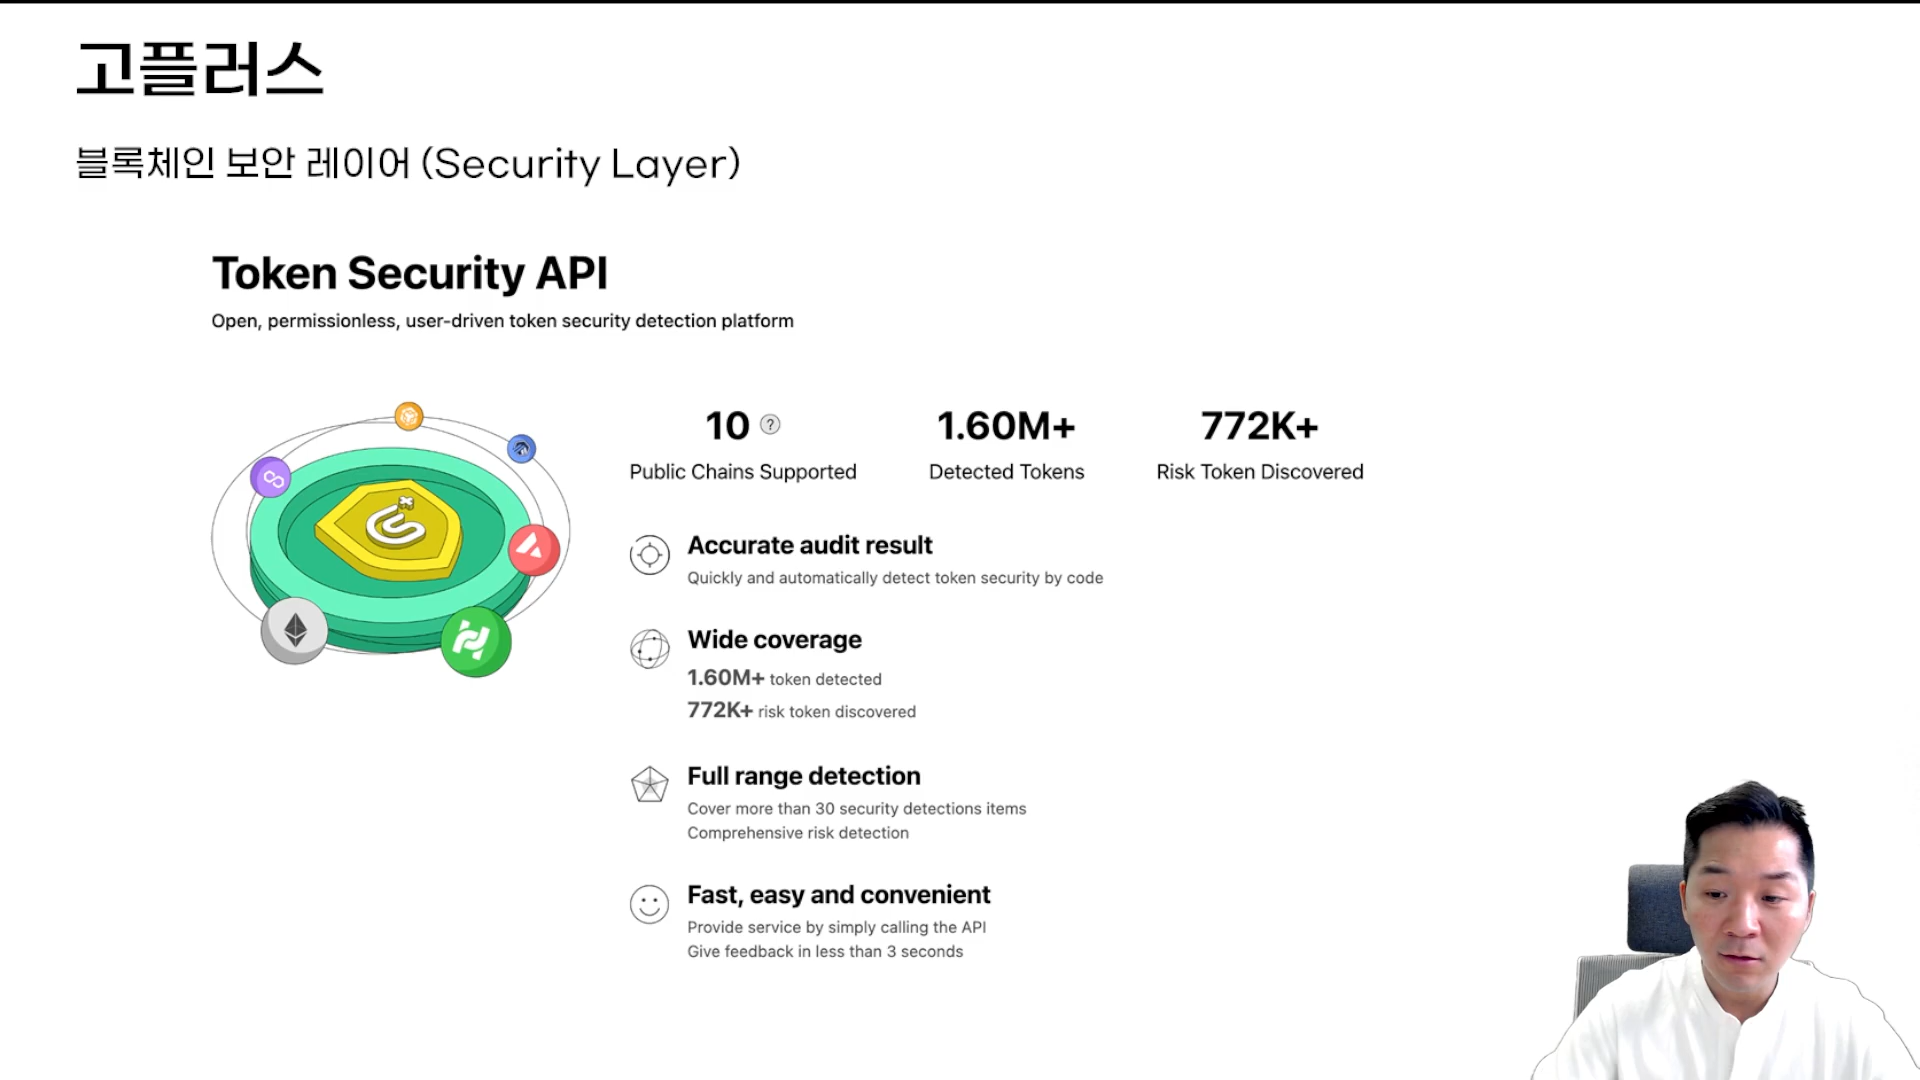 고플러스
블록체인 보안 레이어 (Security Layer)
Token Security API
Open, permissionless, user-driven token security detection platform
10 ?
Public Chains Supported
1.60M+
Detected Tokens
772K+
Risk Token Discovered
Accurate audit result
Quickly and automatically detect token security by code
Wide coverage
1.60M+ token detected
772K+ risk token discovered
Full range detection
Cover more than 30 security detections items
Comprehensive risk detection
Fast, easy and convenient
Provide service by simply calling the API
Give feedback in less than 3 seconds